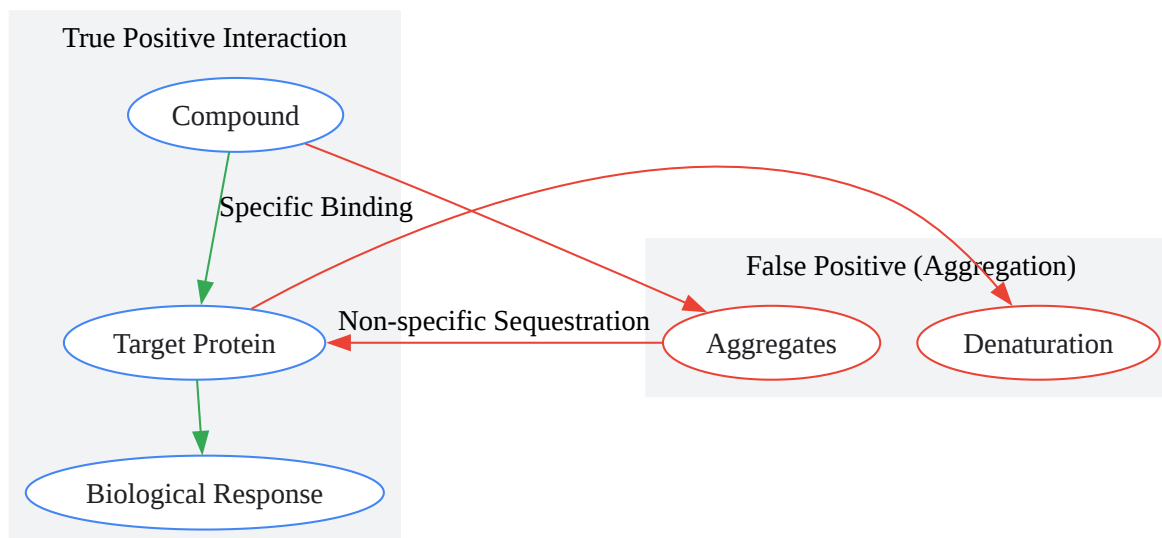 True Positive Interaction
Compound
Specific Binding
False Positive (Aggregation)
Non-specific Sequestration
Target Protein
Aggregates
Denaturation
Biological Response